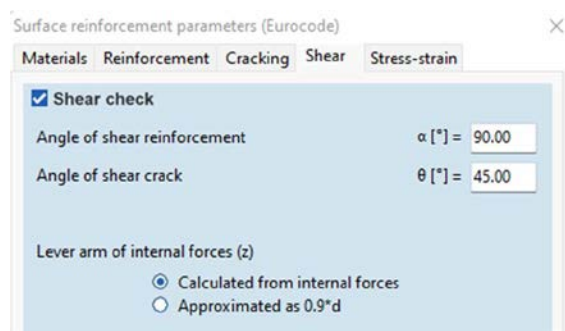 Surface reinforcement parameters (Eurocode)
Materials Reinforcement Cracking Shear Stress-strain
Shear check
Angle of shear reinforcement α [°] = 90.00
Angle of shear crack θ [°] = 45.00
Lever arm of internal forces (z)
Calculated from internal forces
Approximated as 0.9*d